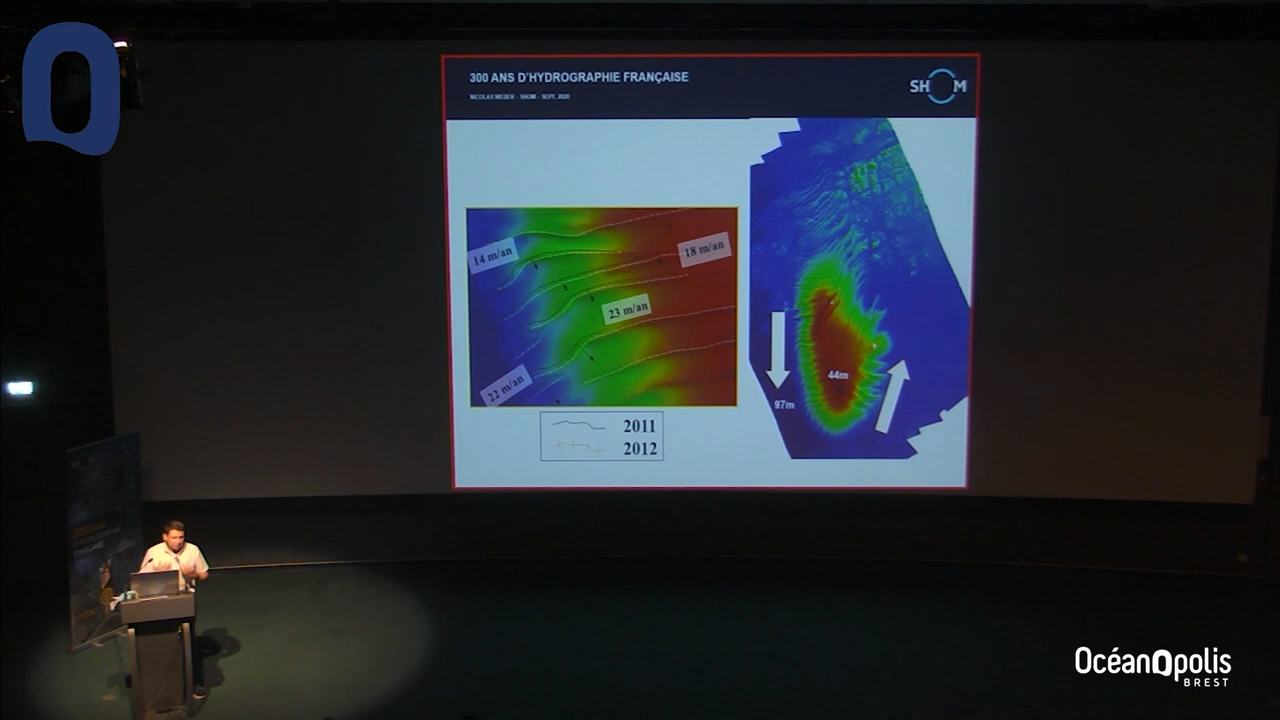 300 ANS D'HYDROGRAPHIE FRANÇAISE
NICOLAS WEBER - SHOM - SEPT. 2020
SHOM
14 m/an
18 m/an
23 m/an
22 m/an
2011
2012
44m
97m
OcéanOpolis
BREST